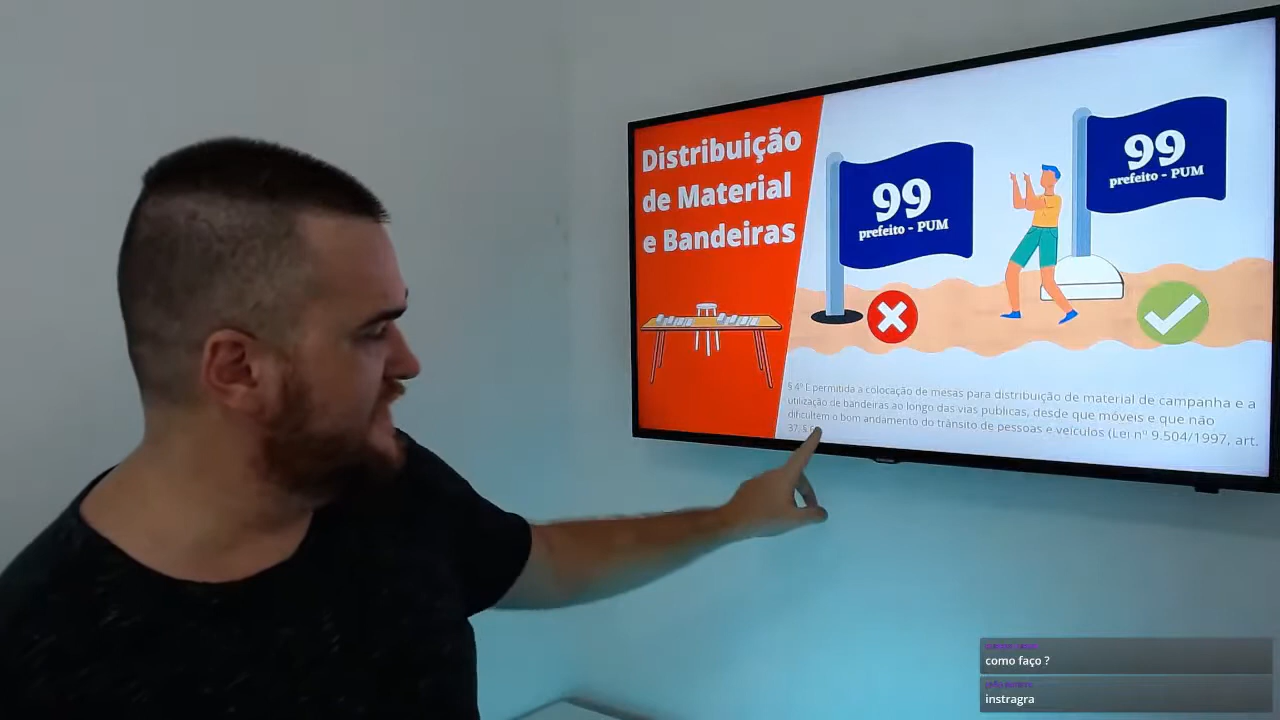 Distribuição
de Material
e Bandeiras
99
prefeito - PUM
99
prefeito - PUM
§ 4º É permitida a colocação de mesas para distribuição de material de campanha e a
utilização de bandeiras ao longo das vias publicas, desde que móveis e que não
dificultem o bom andamento do trânsito de pessoas e veículos (Lei nº 9.504/1997, art.
37, §
como faço ?
instragra